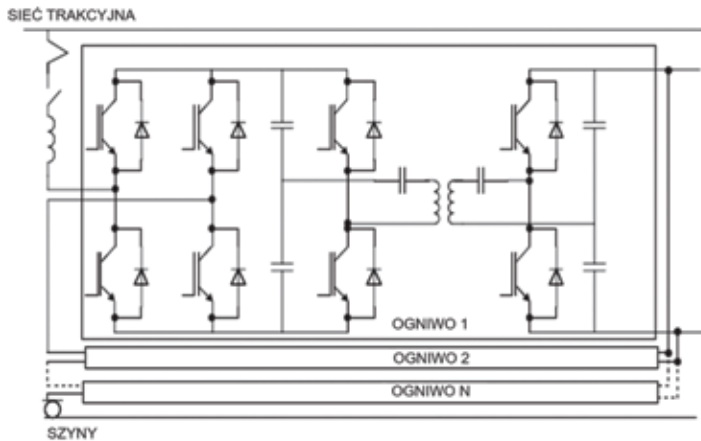 SIEĆ TRAKCYJNA
OGNIWO 1
OGNIWO 2
OGNIWO N
SZYNY